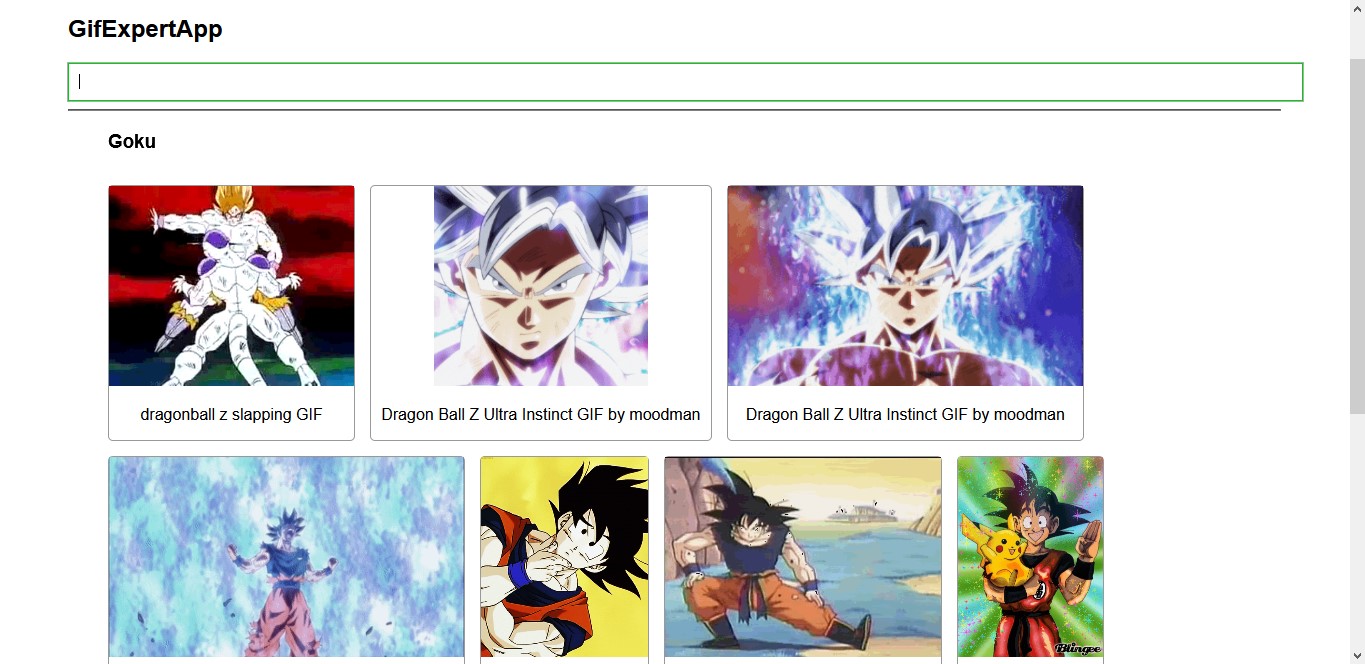 GifExpertApp
Goku
dragonball z slapping GIF
Dragon Ball Z Ultra Instinct GIF by moodman
Dragon Ball Z Ultra Instinct GIF by moodman
Blingee